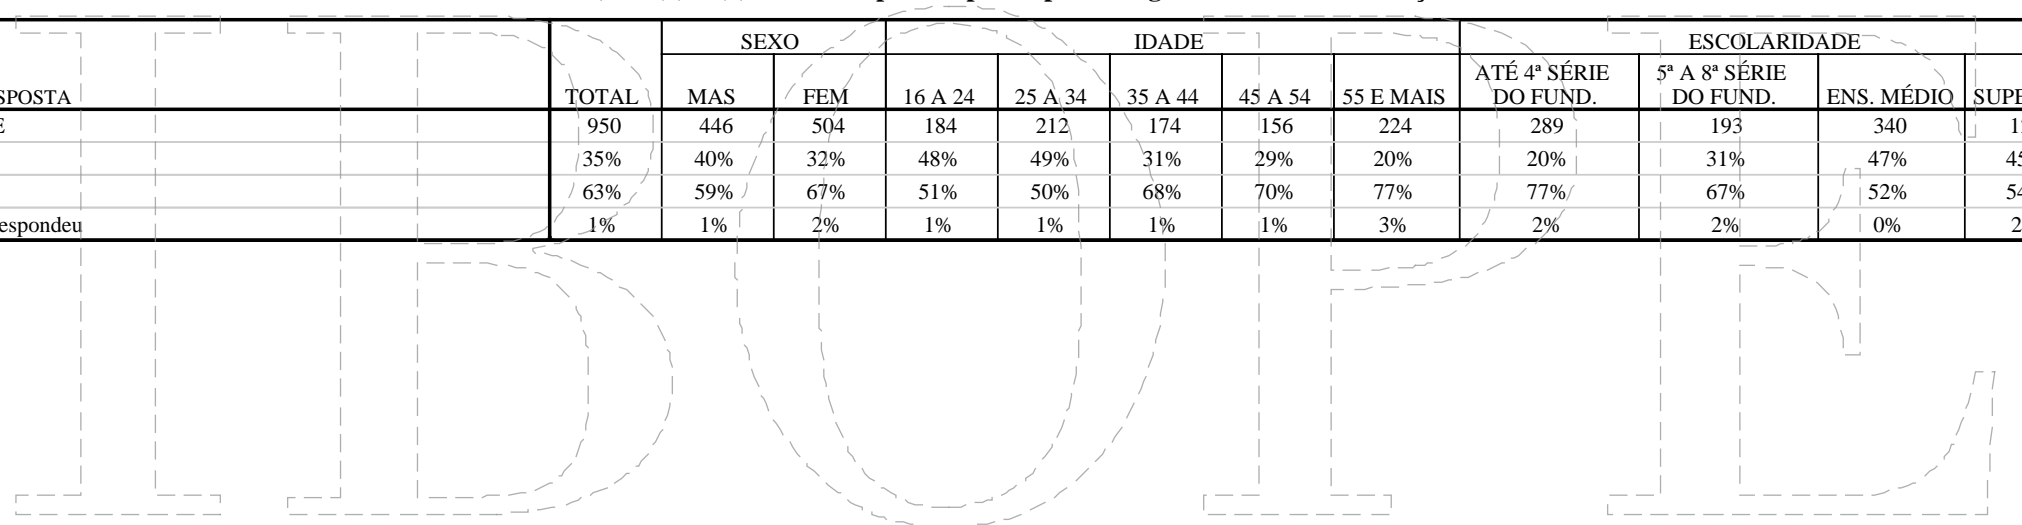 SEXO IDADE ESCOLARIDADE
ATÉ 4ª SÉRIE 5ª A 8ª SÉRIE
TOTAL MAS FEM 16 A 24 25 A 34 35 A 44 45 A 54 55 E MAIS DO FUND. DO FUND. ENS. MÉDIO
950 446 504 184 212 174 156 224 289 193 340
35% 40% 32% 48% 49% 31% 29% 20% 20% 31% 47%
63% 59% 67% 51% 50% 68% 70% 77% 77% 67% 52%
1% 1% 2% 1% 1% 1% 1% 3% 2% 2% 0%
IBOPE